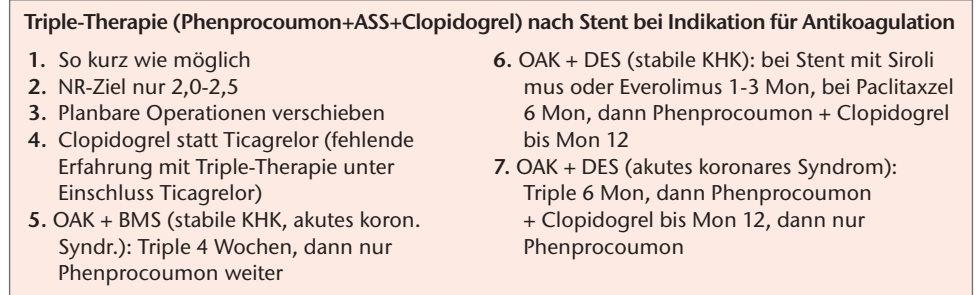 Triple-Therapie (Phenprocoumon+ASS+Clopidogrel) nach Stent bei Indikation für Antikoagulation
1. So kurz wie möglich
2. NR-Ziel nur 2,0-2,5
3. Planbare Operationen verschieben
4. Clopidogrel statt Ticagrelor (fehlende
Erfahrung mit Triple-Therapie unter
Einschluss Ticagrelor)
5. OAK + BMS (stabile KHK, akutes koron.
Syndr.): Triple 4 Wochen, dann nur
Phenprocoumon weiter
6. OAK + DES (stabile KHK): bei Stent mit Siroli
mus oder Everolimus 1-3 Mon, bei Paclitaxzel
6 Mon, dann Phenprocoumon + Clopidogrel
bis Mon 12
7. OAK + DES (akutes koronares Syndrom):
Triple 6 Mon, dann Phenprocoumon
+ Clopidogrel bis Mon 12, dann nur
Phenprocoumon